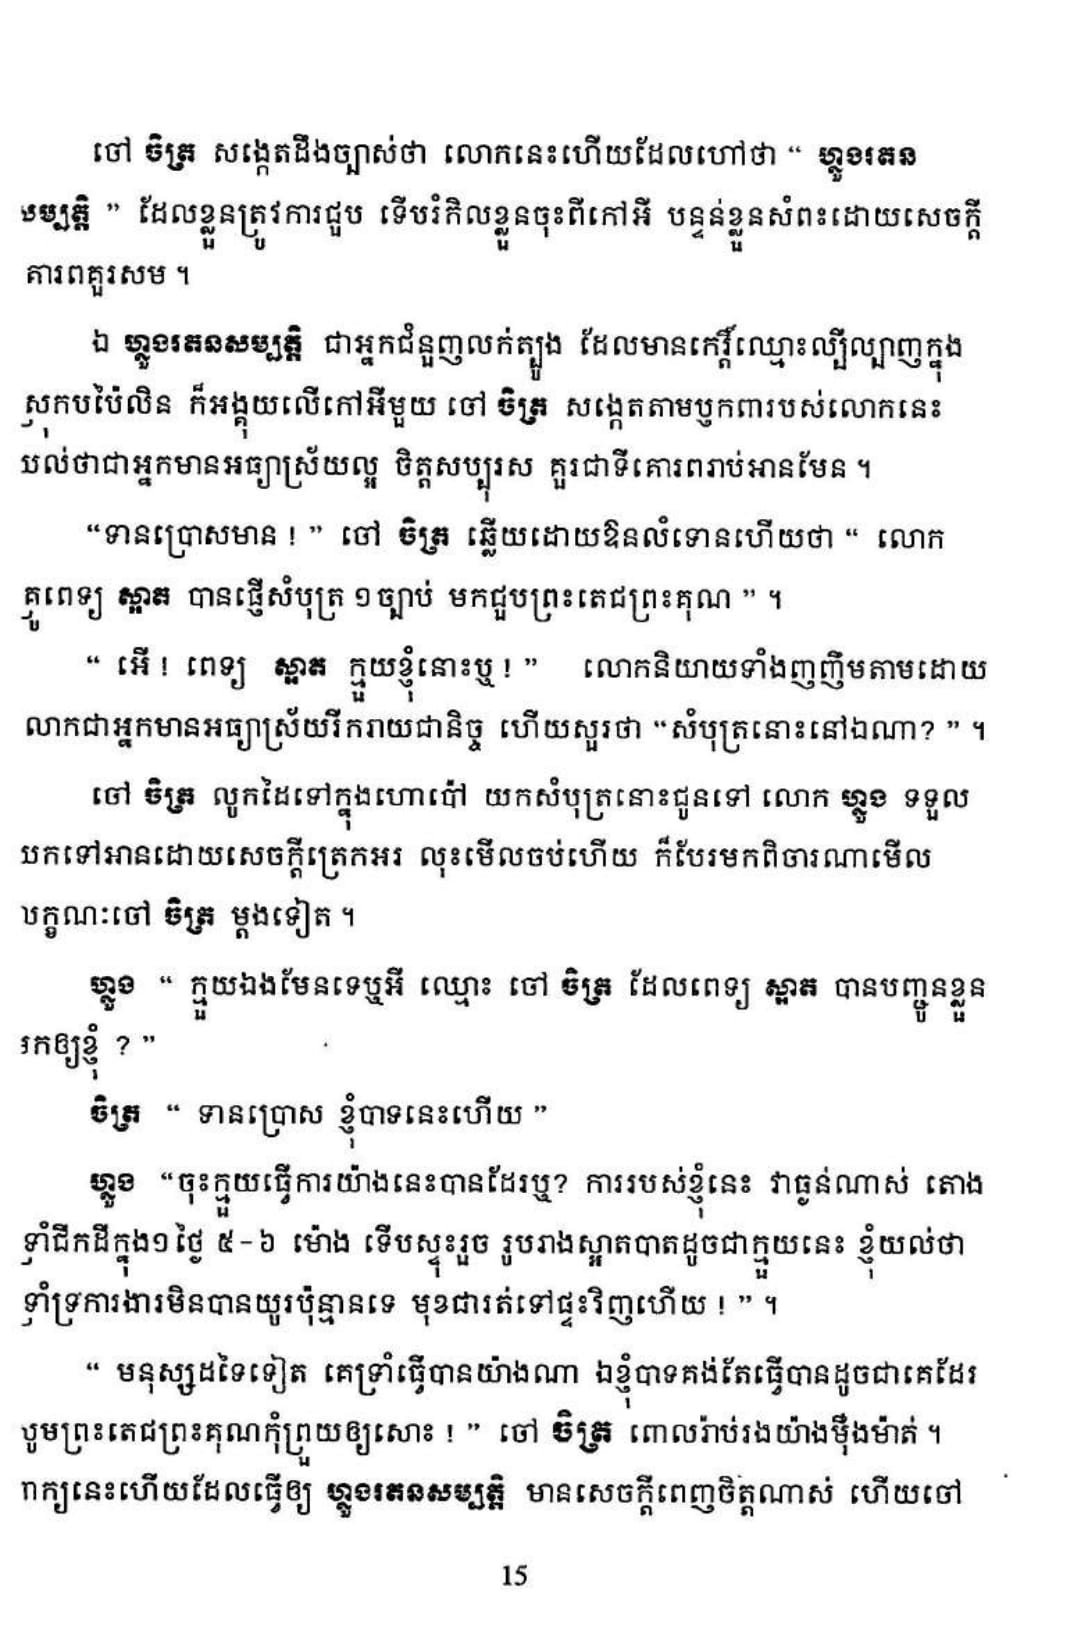 ចៅ ចិត្រ សង្កេតដឹងច្បាស់ថា លោកនេះហើយដែលហៅថា “ ហ្លួងរតន
សម្បត្តិ ” ដែលខ្លួនត្រូវការជួប ទើបរំកិលខ្លួនចុះពីកៅអី បន្ទន់ខ្លួនសំពះដោយសេចក្ដី
គារពគួរសម ។
ឯ ហ្លួងរតនសម្បត្តិ ជាអ្នកជំនួញលក់ត្បូង ដែលមានកេរ្តិ៍ឈ្មោះល្បីល្បាញក្នុង
ស្រុកបប៉ៃលិន ក៏អង្គុយលើកៅអីមួយ ចៅ ចិត្រ សង្កេតតាមឫកពារបស់លោកនេះ
យល់ថាជាអ្នកមានអធ្យាស្រ័យល្អ ចិត្តសប្បុរស គួរជាទីគោរពរាប់អានមែន ។
“ទានប្រោសមាន ! ” ចៅ ចិត្រ ឆ្លើយដោយឱនលំទោនហើយថា “ លោក
គ្រូពេទ្យ ស្អាត បានផ្ញើសំបុត្រ ១ច្បាប់ មកជួបព្រះតេជព្រះគុណ ” ។
“ អើ ! ពេទ្យ ស្អាត ក្មួយខ្ញុំនោះឬ ! ” លោកនិយាយទាំងញញឹមតាមដោយ
លោកជាអ្នកមានអធ្យាស្រ័យរីករាយជានិច្ច ហើយសួរថា “សំបុត្រនោះនៅឯណា? ” ។
ចៅ ចិត្រ លូកដៃទៅក្នុងហោប៉ៅ យកសំបុត្រនោះជូនទៅ លោក ហ្លួង ទទួល
យកទៅអានដោយសេចក្ដីត្រេកអរ លុះមើលចប់ហើយ ក៏បែរមកពិចារណាមើល
លក្ខណៈចៅ ចិត្រ ម្ដងទៀត ។
ហ្លួង “ ក្មួយឯងមែនទេឬអី ឈ្មោះ ចៅ ចិត្រ ដែលពេទ្យ ស្អាត បានបញ្ជូនខ្លួន
មកឲ្យខ្ញុំ ? ”
ចិត្រ “ ទានប្រោស ខ្ញុំបាទនេះហើយ ”
ហ្លួង “ចុះក្មួយធ្វើការយ៉ាងនេះបានដែរឬ? ការរបស់ខ្ញុំនេះ វាធ្ងន់ណាស់ តោង
ទ្រាំជីកដីក្នុង១ថ្ងៃ ៥-៦ ម៉ោង ទើបស្ទុះរួច រូបរាងស្អាតបាតដូចជាក្មួយនេះ ខ្ញុំយល់ថា
ទ្រាំទ្រការងារមិនបានយូរប៉ុន្មានទេ មុខជារត់ទៅផ្ទះវិញហើយ ! ” ។
“ មនុស្សដទៃទៀត គេទ្រាំធ្វើបានយ៉ាងណា ឯខ្ញុំបាទគង់តែធ្វើបានដូចជាគេដែរ
សូមព្រះតេជព្រះគុណកុំព្រួយឲ្យសោះ ! ” ចៅ ចិត្រ ពោលរ៉ាប់រងយ៉ាងម៉ឺងម៉ាត់ ។
ពាក្យនេះហើយដែលធ្វើឲ្យ ហ្លួងរតនសម្បត្តិ មានសេចក្ដីពេញចិត្តណាស់ ហើយចៅ
15